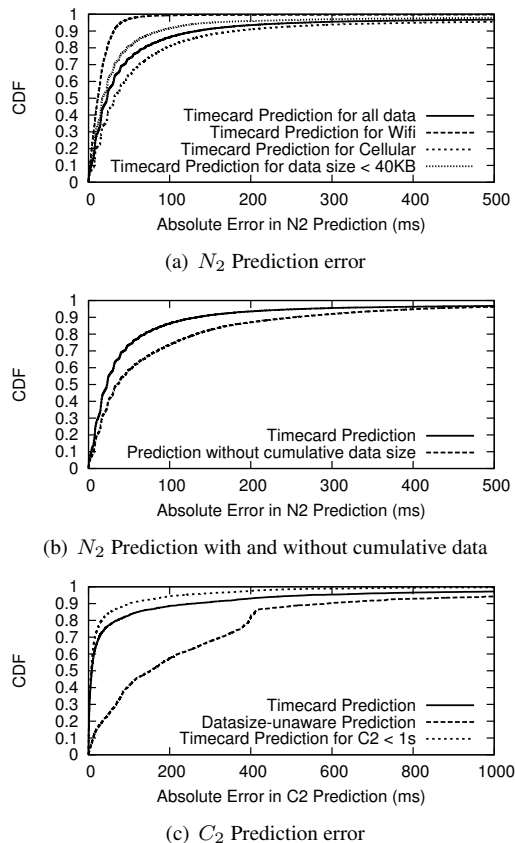 1
0.9
0.8
0.7
0.6
0.5
0.4
0.3
0.2
0.1
0
CDF
Timecard Prediction for all data
Timecard Prediction for Wifi
Timecard Prediction for Cellular
Timecard Prediction for data size < 40KB
0 100 200 300 400 500
Absolute Error in N2 Prediction (ms)
(a) N2 Prediction error
1
0.9
0.8
0.7
0.6
0.5
0.4
0.3
0.2
0.1
0
CDF
Timecard Prediction
Prediction without cumulative data size
0 100 200 300 400 500
Absolute Error in N2 Prediction (ms)
(b) N2 Prediction with and without cumulative data
1
0.9
0.8
0.7
0.6
0.5
0.4
0.3
0.2
0.1
0
CDF
Timecard Prediction
Datasize-unaware Prediction
Timecard Prediction for C2 < 1s
0 200 400 600 800 1000
Absolute Error in C2 Prediction (ms)
(c) C2 Prediction error